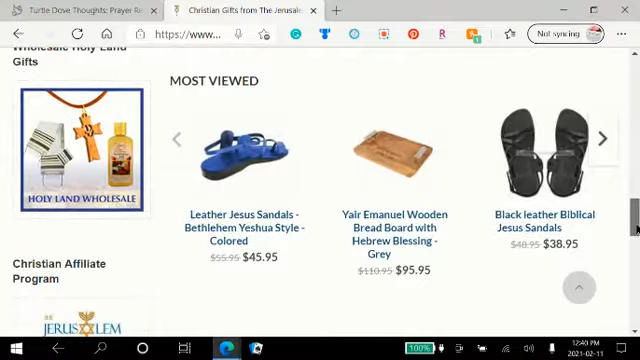 Turtle Dove Thoughts: Prayer Re
Christian Gifts from The Jerusale
https://www...
Not syncing
Wholesale Holy Land
Gifts
HOLY LAND WHOLESALE
Christian Affiliate
Program
JERUSALEM
MOST VIEWED
Leather Jesus Sandals -
Bethlehem Yeshua Style -
Colored
$55.95 $45.95
Yair Emanuel Wooden
Bread Board with
Hebrew Blessing -
Grey
$110.95 $95.95
Black leather Biblical
Jesus Sandals
$48.95 $38.95
100%
12:40 PM
2021-02-11